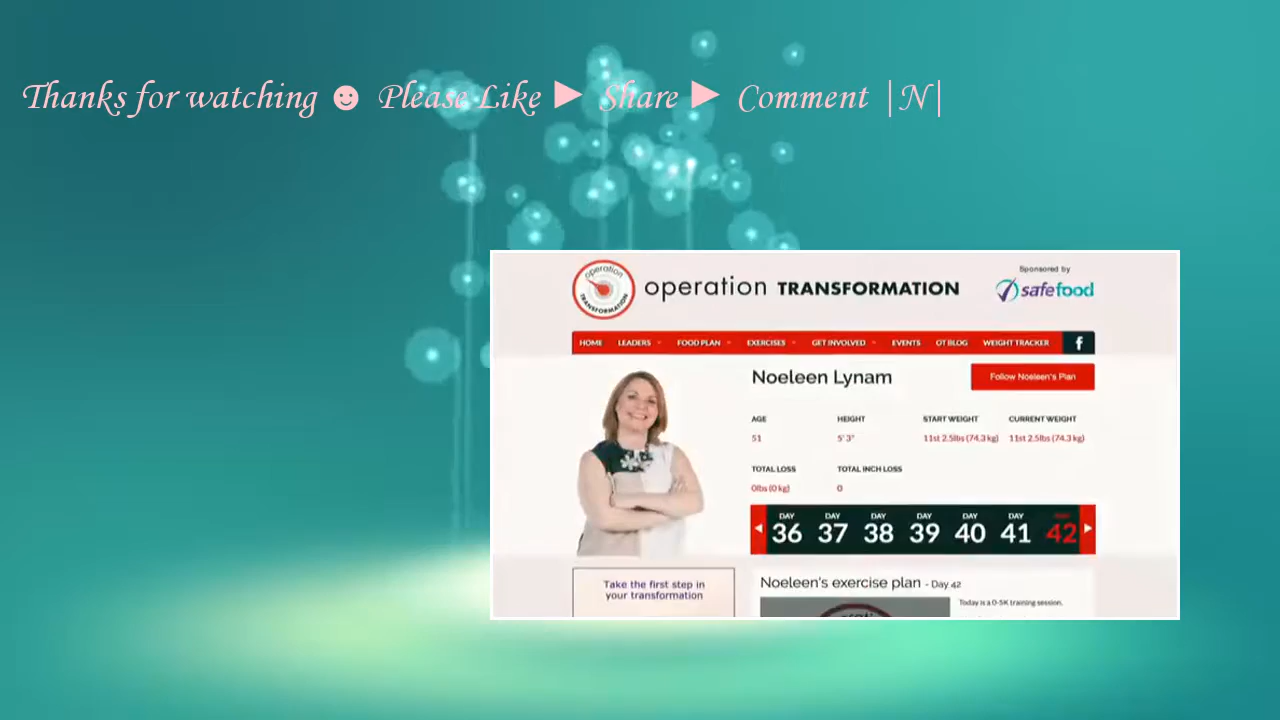 Thanks for watching ☻ Please Like ► Share ► Comment |N|
operation TRANSFORMATION
operation TRANSFORMATION
Sponsored by
safefood
HOME LEADERS FOOD PLAN EXERCISES GET INVOLVED EVENTS OT BLOG WEIGHT TRACKER f
Noeleen Lynam
Follow Noeleen's Plan
AGE HEIGHT START WEIGHT CURRENT WEIGHT
51 5' 3" 11st 2.5lbs (74.3 kg) 11st 2.5lbs (74.3 kg)
TOTAL LOSS TOTAL INCH LOSS
0lbs (0 kg) 0
DAY DAY DAY DAY DAY DAY
36 37 38 39 40 41 42
Take the first step in
your transformation
Noeleen's exercise plan - Day 42
Today is a 0-5K training session.